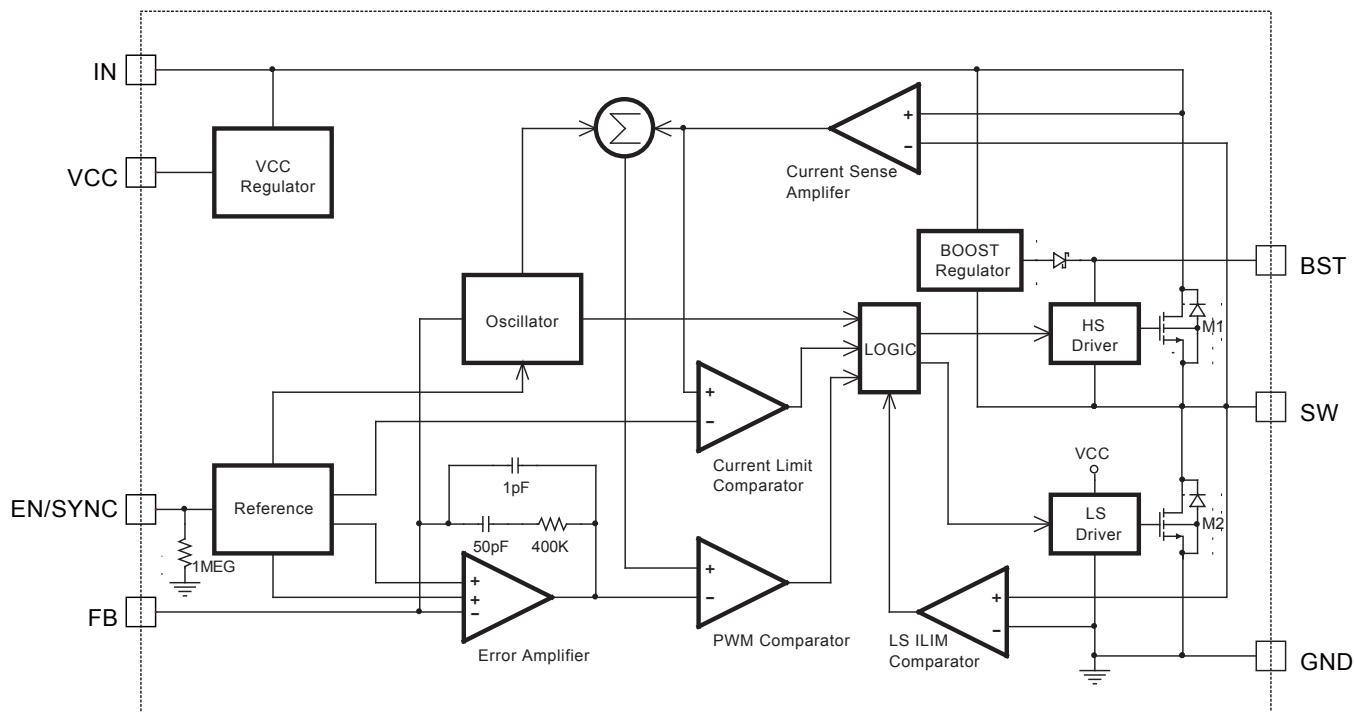 IN
VCC
VCC
Regulator
Σ
+
−
Current Sense
Amplifer
BOOST
Regulator
BST
Oscillator
LOGIC
HS
Driver
M1
+
−
Current Limit
Comparator
SW
VCC
EN/SYNC
Reference
1pF
50pF
400K
LS
Driver
M2
1MEG
FB
+
+
−
Error Amplifier
+
−
PWM Comparator
+
−
LS ILIM
Comparator
GND